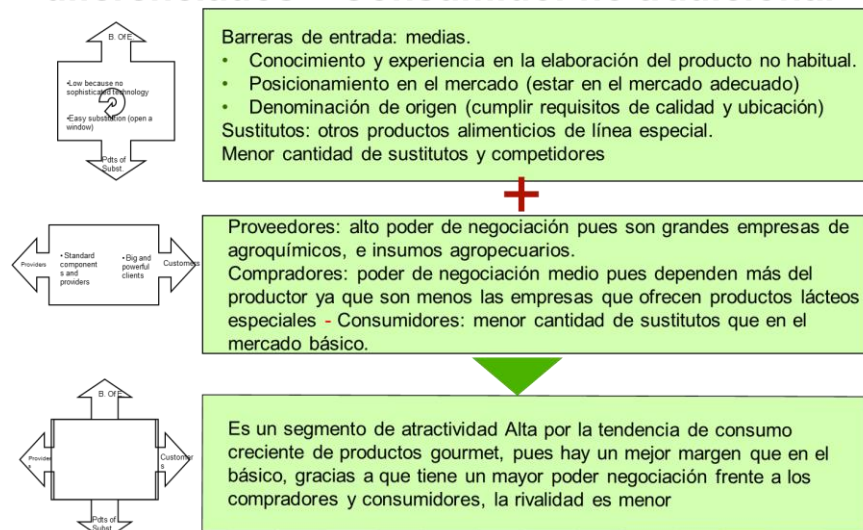 B. Of E.
•Low because no
sophisticated technology
•Easy substitution (open a
window)
Pdts of
Subst.
Barreras de entrada: medias.
• Conocimiento y experiencia en la elaboración del producto no habitual.
• Posicionamiento en el mercado (estar en el mercado adecuado)
• Denominación de origen (cumplir requisitos de calidad y ubicación)
Sustitutos: otros productos alimenticios de línea especial.
Menor cantidad de sustitutos y competidores
+
Providers
• Standard
component
s and
providers
• Big and
powerful
clients
Customers
Proveedores: alto poder de negociación pues son grandes empresas de
agroquímicos, e insumos agropecuarios.
Compradores: poder de negociación medio pues dependen más del
productor ya que son menos las empresas que ofrecen productos lácteos
especiales - Consumidores: menor cantidad de sustitutos que en el
mercado básico.
B. Of E.
Provider
s
Customer
s
Pdts of
Subst.
Es un segmento de atractividad Alta por la tendencia de consumo
creciente de productos gourmet, pues hay un mejor margen que en el
básico, gracias a que tiene un mayor poder negociación frente a los
compradores y consumidores, la rivalidad es menor